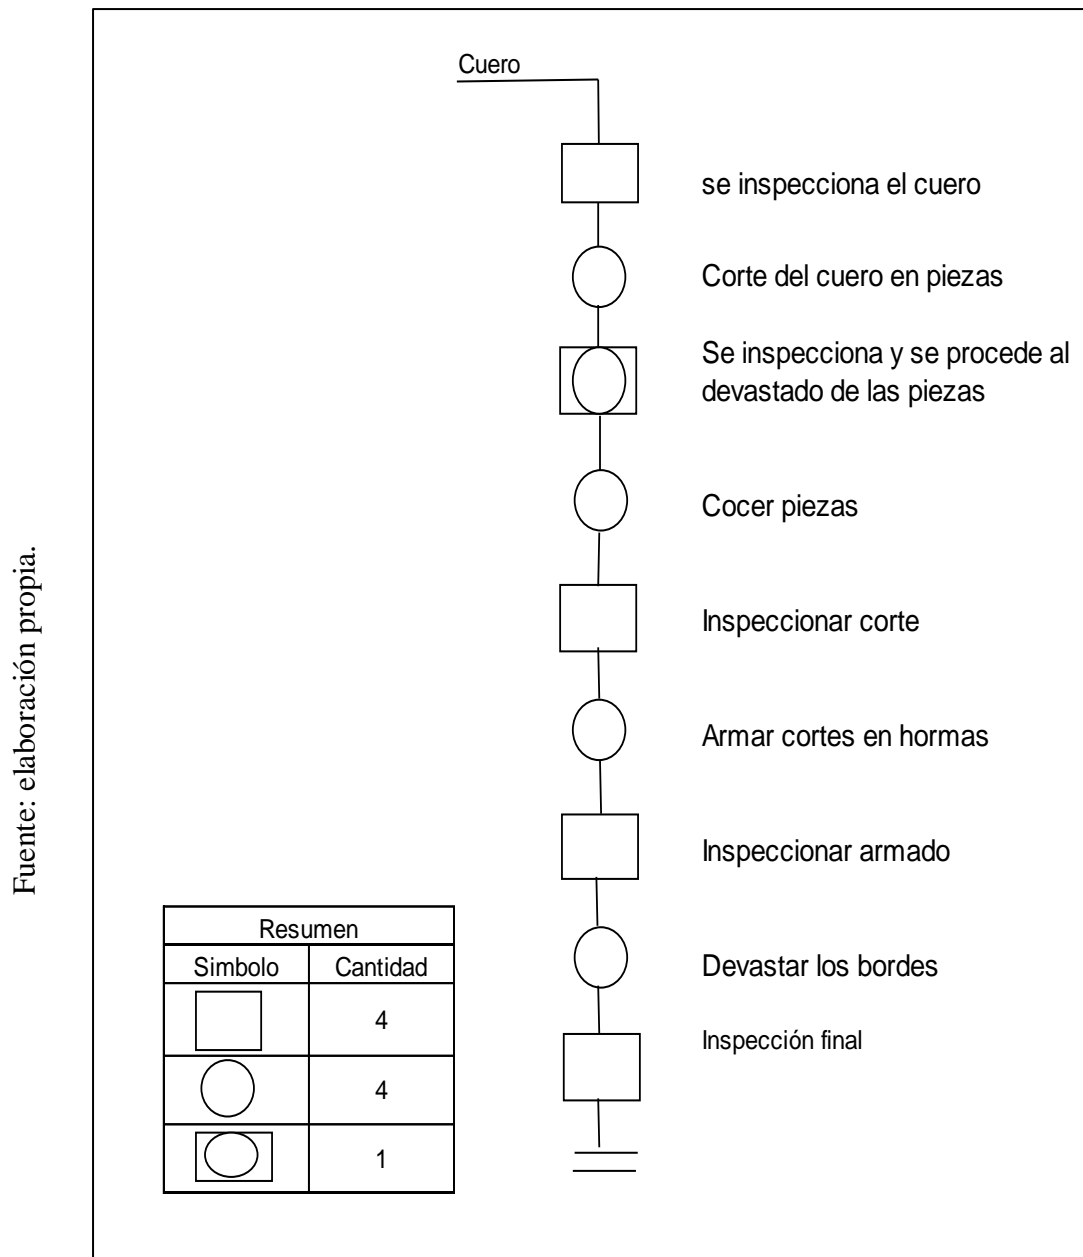 Cuero
se inspecciona el cuero
Corte del cuero en piezas
Se inspecciona y se procede al
devastado de las piezas
Cocer piezas
Inspeccionar corte
Armar cortes en hormas
Inspeccionar armado
Devastar los bordes
Inspección final
Resumen
Simbolo Cantidad
4
4
1
Fuente: elaboración propia.